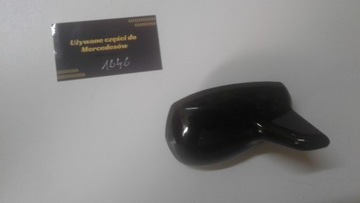 Używane części do
Mercedesów
1646